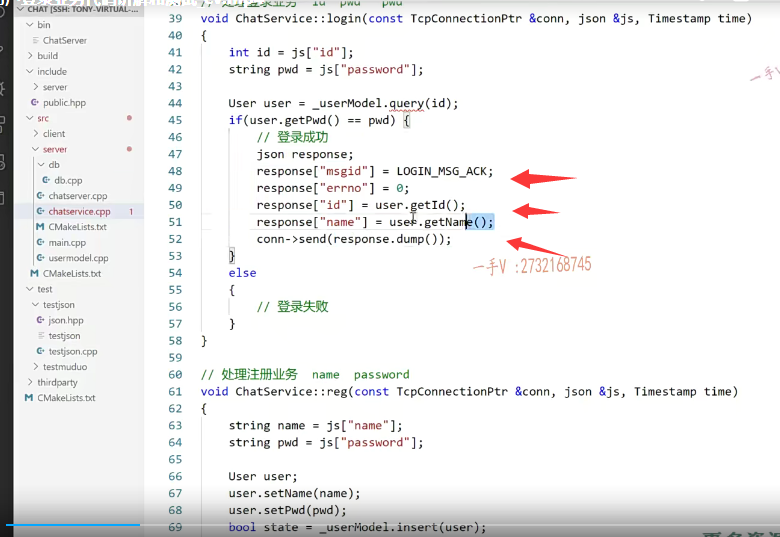 CHAT [SSH: TONY-VIRTUAL-...
bin
ChatServer
build
include
server
public.hpp
src
client
server
db
db.cpp
chatserver.cpp
chatservice.cpp 1
CMakeLists.txt
main.cpp
usermodel.cpp
CMakeLists.txt
test
testjson
json.hpp
testjson
testjson.cpp
testmuduo
thirdparty
CMakeLists.txt
39 void ChatService::login(const TcpConnectionPtr &conn, json &js, Timestamp time)
40 {
41 int id = js["id"];
42 string pwd = js["password"];
43
44 User user = _userModel.query(id);
45 if(user.getPwd() == pwd) {
46 // 登录成功
47 json response;
48 response["msgid"] = LOGIN_MSG_ACK;
49 response["errno"] = 0;
50 response["id"] = user.getId();
51 response["name"] = user.getName();
52 conn->send(response.dump());
53 }
54 else
55 {
56 // 登录失败
57 }
58 }
59
60 // 处理注册业务 name password
61 void ChatService::reg(const TcpConnectionPtr &conn, json &js, Timestamp time)
62 {
63 string name = js["name"];
64 string pwd = js["password"];
65
66 User user;
67 user.setName(name);
68 user.setPwd(pwd);
69 bool state = _userModel.insert(user);
一手V
一手V :2732168745